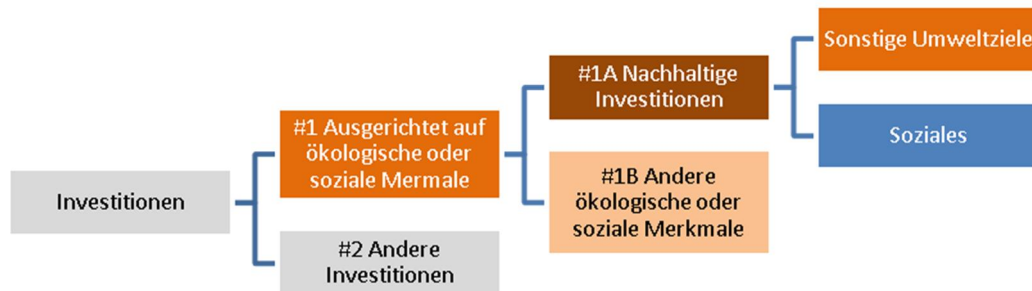 Investitionen
#1 Ausgerichtet auf
ökologische oder
soziale Mermale
#2 Andere
Investitionen
#1A Nachhaltige
Investitionen
#1B Andere
ökologische oder
soziale Merkmale
Sonstige Umweltziele
Soziales